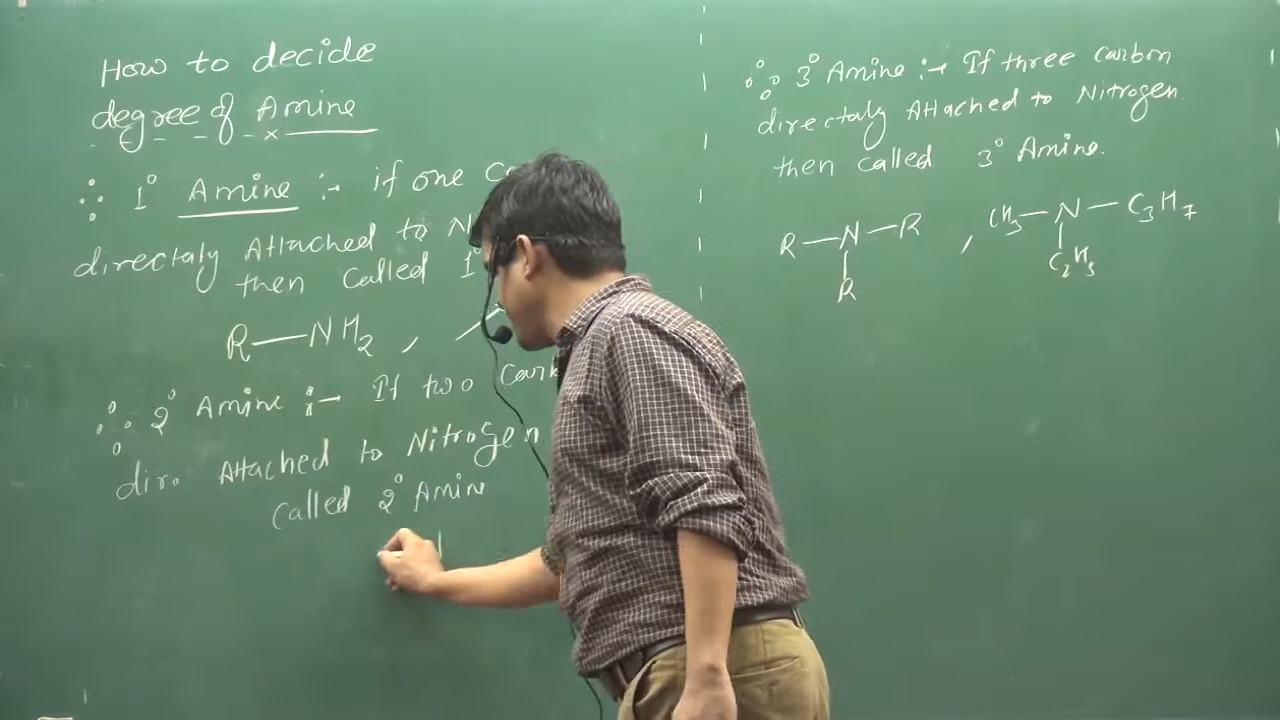 How to decide
degree of Amine
1° Amine :- if one
directaly Attached to N
then Called 1°
R—NH2 ,
2° Amine :- If two Carb
dir. Attached to Nitrogen
Called 2° Amine
3° Amine :- If three carbon
directaly Attached to Nitrogen
then called 3° Amine.
R—N—R , CH3—N—C3H7
R C2H5